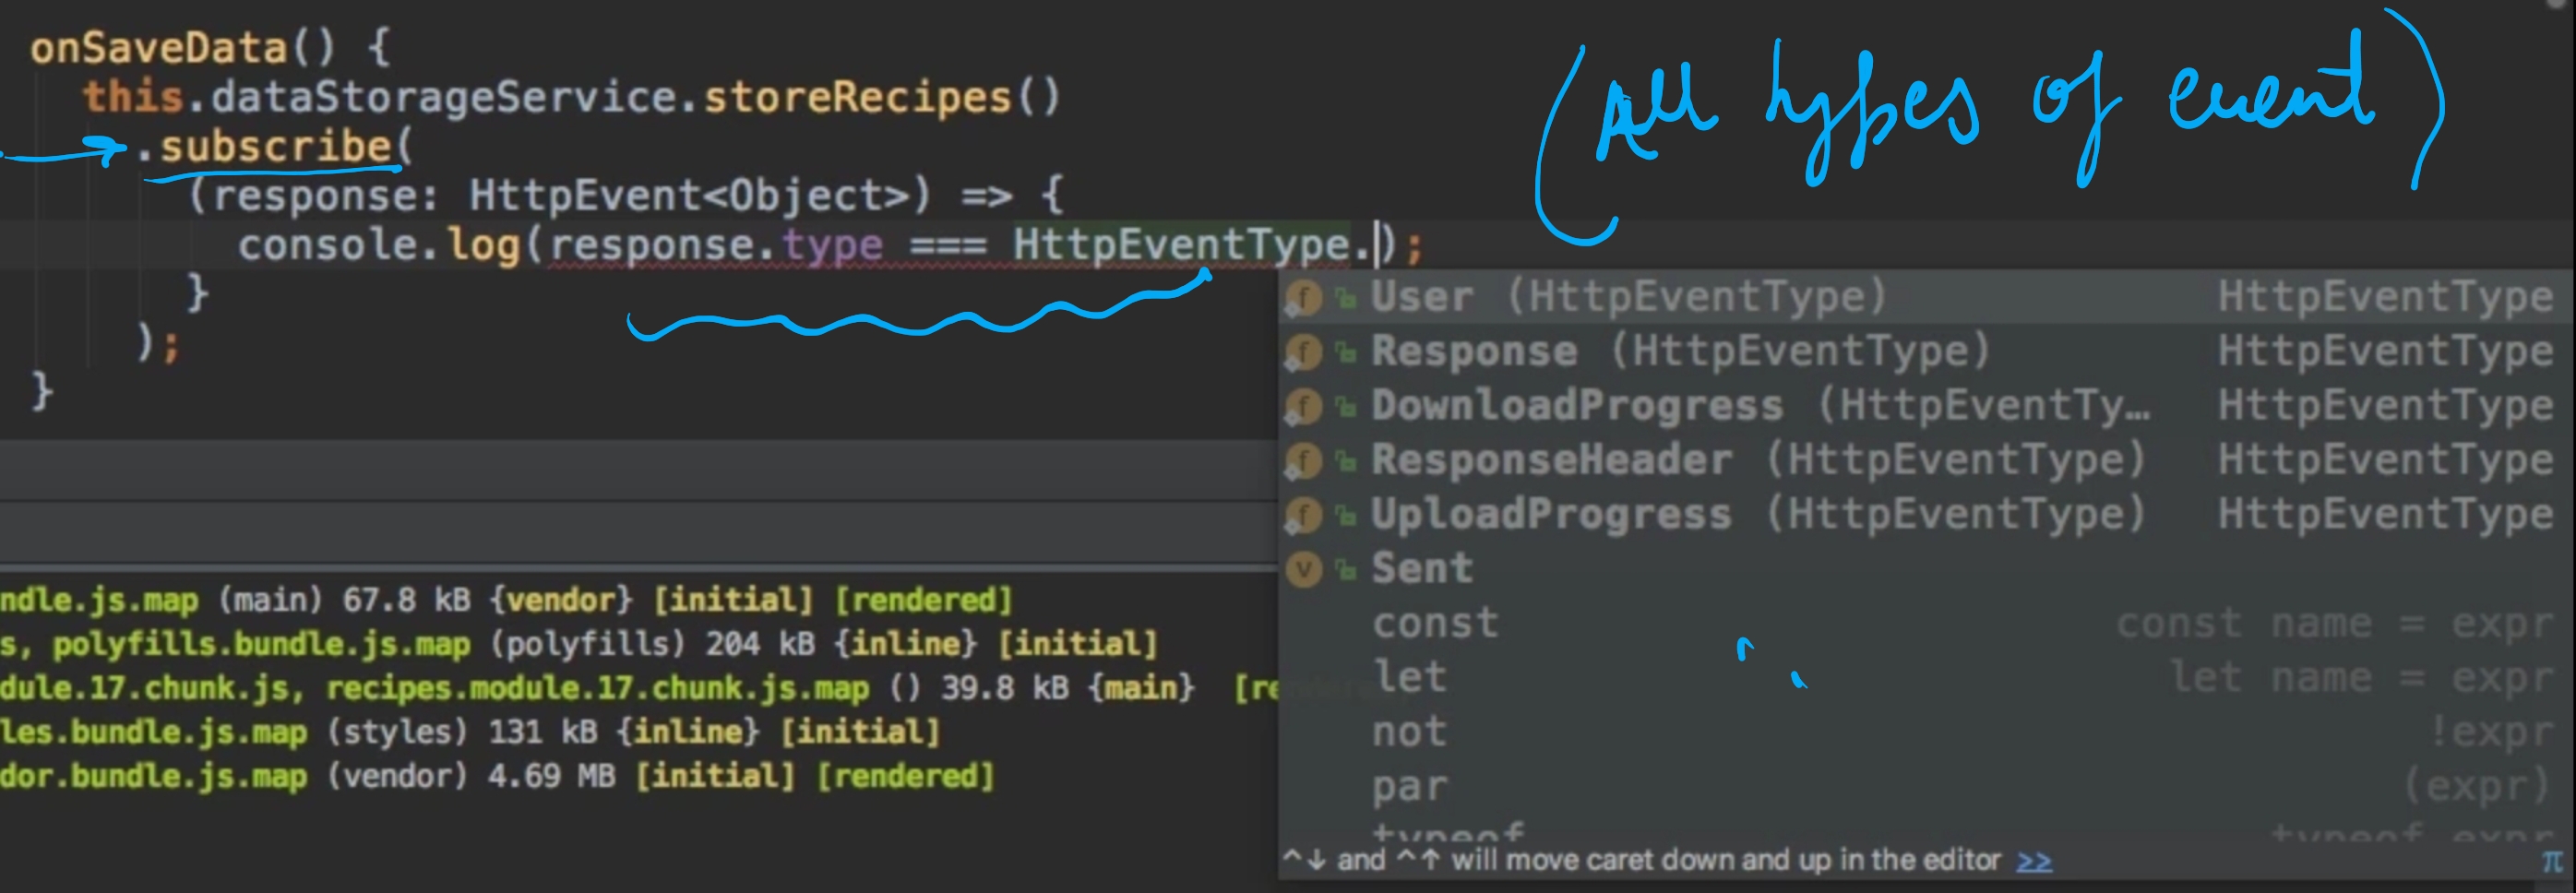 onSaveData() {
this.dataStorageService.storeRecipes()
.subscribe(
(response: HttpEvent<Object>) => {
console.log(response.type === HttpEventType.);
}
);
}
(All types of event)
User (HttpEventType) HttpEventType
Response (HttpEventType) HttpEventType
DownloadProgress (HttpEventTy… HttpEventType
ResponseHeader (HttpEventType) HttpEventType
UploadProgress (HttpEventType) HttpEventType
Sent
const const name = expr
let let name = expr
not !expr
par (expr)
typeof typeof expr
^↓ and ^↑ will move caret down and up in the editor >>
π
ndle.js.map (main) 67.8 kB {vendor} [initial] [rendered]
s, polyfills.bundle.js.map (polyfills) 204 kB {inline} [initial]
dule.17.chunk.js, recipes.module.17.chunk.js.map () 39.8 kB {main} [re
les.bundle.js.map (styles) 131 kB {inline} [initial]
dor.bundle.js.map (vendor) 4.69 MB [initial] [rendered]